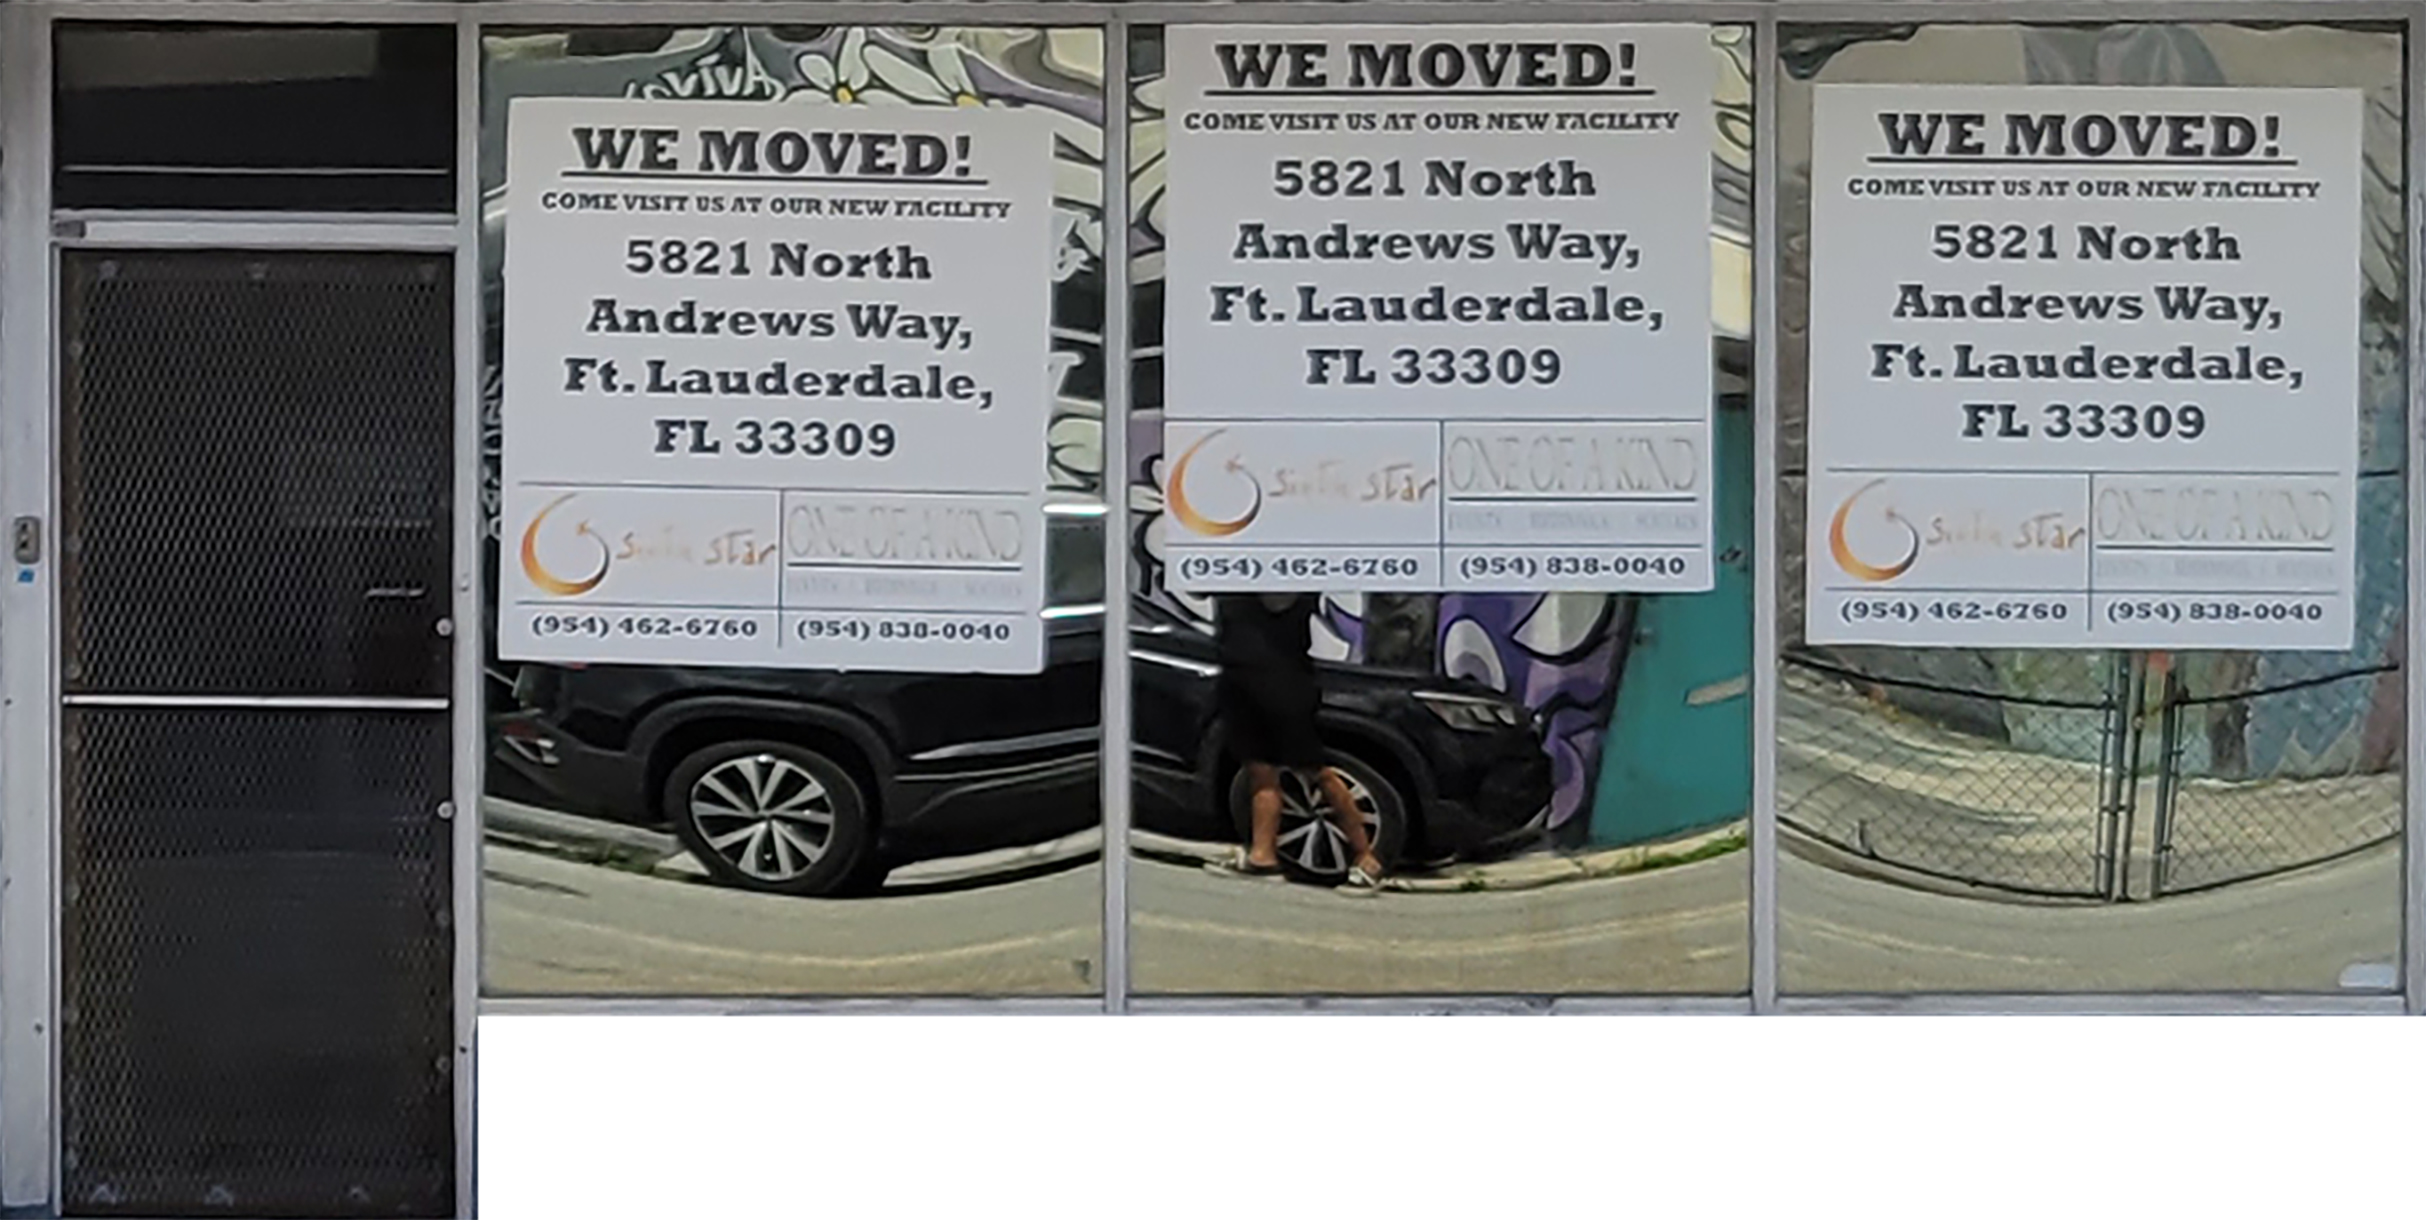 VIVA
WE MOVED!
COME VISIT US AT OUR NEW FACILITY
5821 North
Andrews Way,
Ft. Lauderdale,
FL 33309
star
ONE OF A KIND
(954) 462-6760
(954) 838-0040
WE MOVED!
COME VISIT US AT OUR NEW FACILITY
5821 North
Andrews Way,
Ft. Lauderdale,
FL 33309
star
ONE OF A KIND
(954) 462-6760
(954) 838-0040
WE MOVED!
COME VISIT US AT OUR NEW FACILITY
5821 North
Andrews Way,
Ft. Lauderdale,
FL 33309
star
ONE OF A KIND
(954) 462-6760
(954) 838-0040